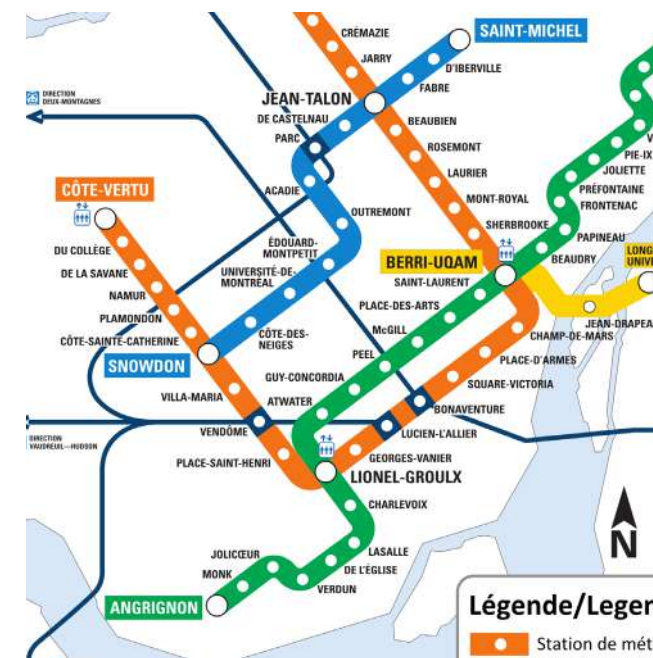 CRÉMAZIE
SAINT-MICHEL
JARRY
D'IBERVILLE
DIRECTION
DEUX-MONTAGNES
JEAN-TALON
FABRE
DE CASTELNAU
BEAUBIEN
PARC
ROSEMONT
PIE-IX
JOLIETTE
LAURIER
CÔTE-VERTU
ACADIE
MONT-ROYAL
PRÉFONTAINE
FRONTENAC
OUTREMONT
SHERBROOKE
PAPINEAU
DU COLLÈGE
ÉDOUARD-
MONTPETIT
BERRI-UQAM
BEAUDRY
LONG
UNIVE
DE LA SAVANE
UNIVERSITÉ-DE-
MONTRÉAL
SAINT-LAURENT
NAMUR
PLACE-DES-ARTS
PLAMONDON
JEAN-DRAPEA
CÔTE-SAINTE-CATHERINE
CÔTE-DES-
NEIGES
McGILL
CHAMP-DE-MARS
SNOWDON
PEEL
PLACE-D'ARMES
GUY-CONCORDIA
SQUARE-VICTORIA
VILLA-MARIA
ATWATER
BONAVENTURE
VENDÔME
LUCIEN-L'ALLIER
DIRECTION
VAUDREUIL—HUDSON
PLACE-SAINT-HENRI
GEORGES-VANIER
LIONEL-GROULX
CHARLEVOIX
N
JOLICŒUR
LASALLE
MONK
DE L'ÉGLISE
VERDUN
ANGRIGNON
Légende/Legen
Station de mét